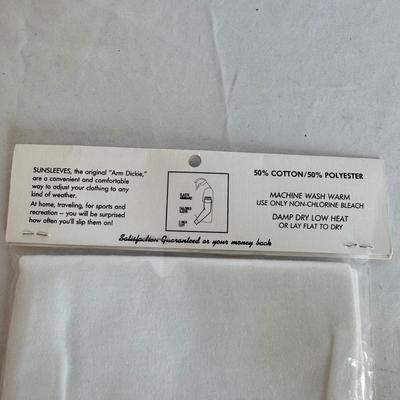 SUNSLEEVES, the original "Arm Dickie,"
are a convenient and comfortable
way to adjust your clothing to any
kind of weather.
At home, traveling, for sports and
recreation — you will be surprised
how often you'll slip them on!
ELASTIC
50% COTTON/50% POLYESTER
MACHINE WASH WARM
USE ONLY NON-CHLORINE BLEACH
DAMP DRY LOW HEAT
OR LAY FLAT TO DRY
Satisfaction Guaranteed or your money back